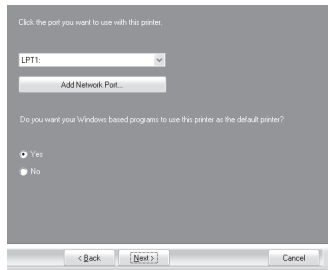 Click the port you want to use with this printer.
LPT1:
Add Network Port...
Do you want your Windows based programs to use this printer as the default printer?
Yes
No
< Back
Next >
Cancel